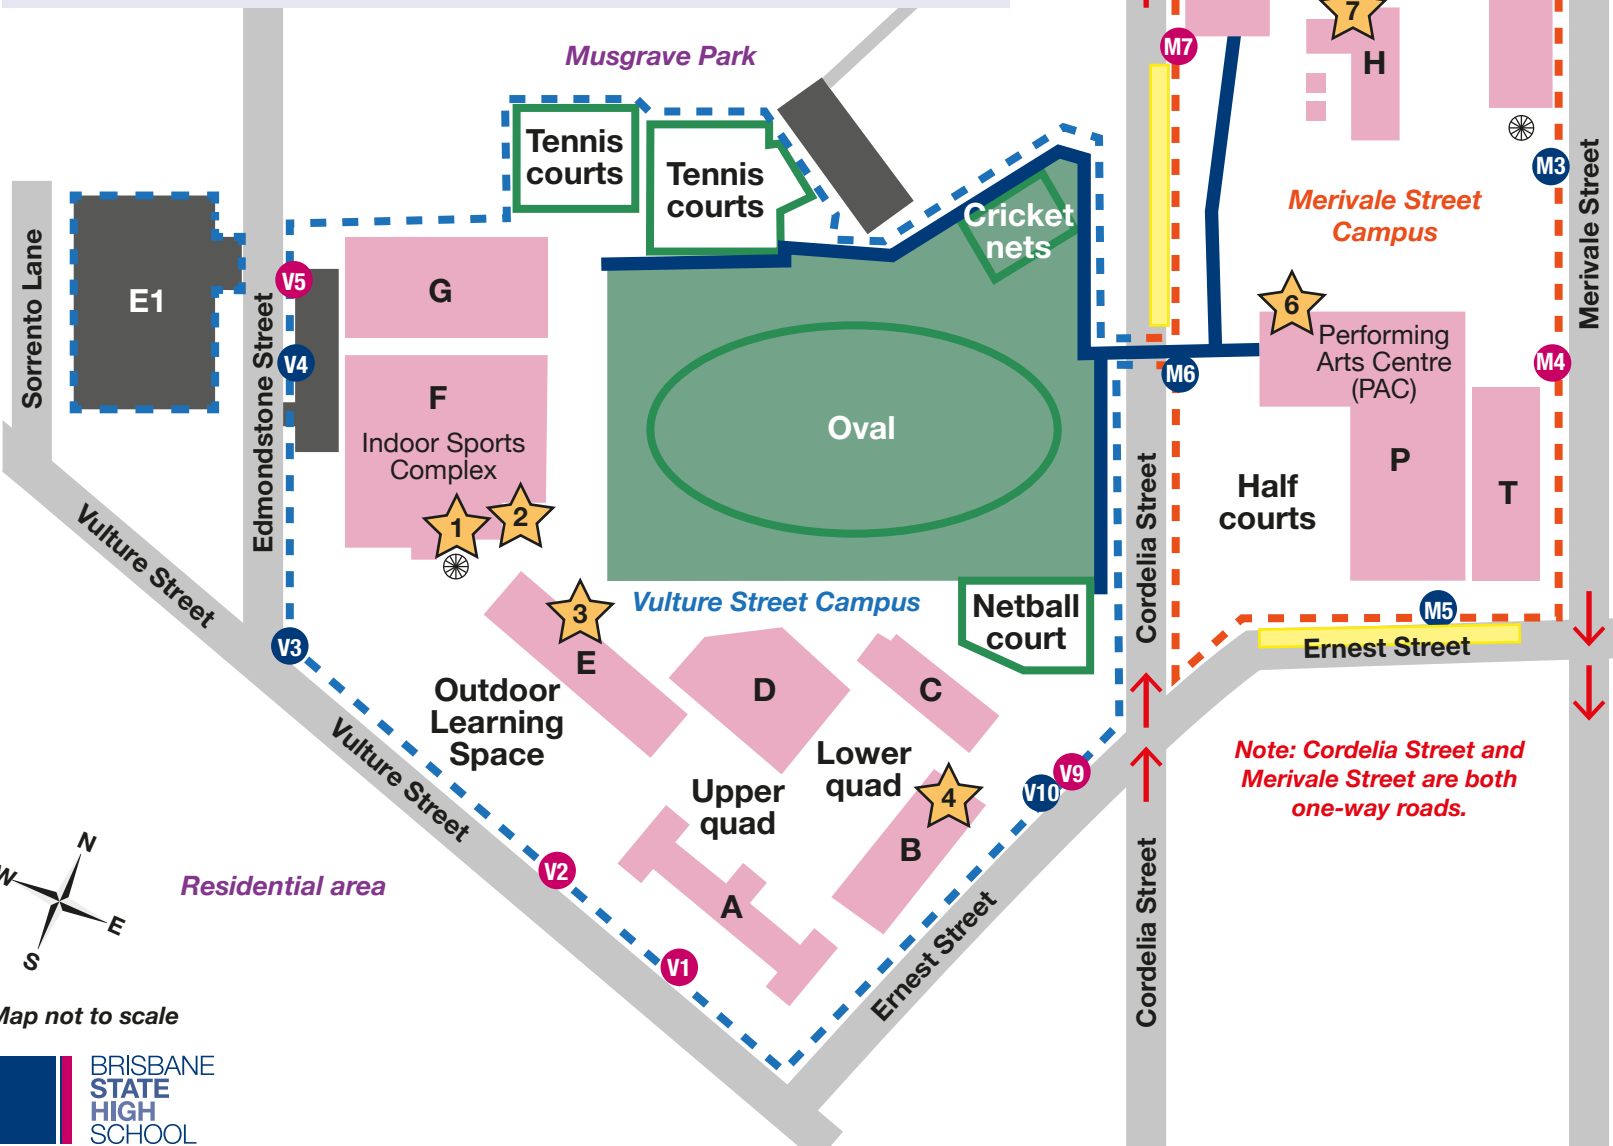 Musgrave Park
7
H
M7
M3
Merivale Street
Tennis
courts
Tennis
courts
Cricket
nets
Merivale Street
Campus
Sorrento Lane
E1
Edmondstone Street
V5
V4
G
F
Indoor Sports
Complex
1
2
Oval
6
Performing
Arts Centre
(PAC)
M4
M6
P
T
Half
courts
Cordelia Street
Vulture Street
V3
3
E
Vulture Street Campus
Netball
court
M5
Ernest Street
Outdoor
Learning
Space
D
C
Lower
quad
Upper
quad
4
B
V9
V10
Note: Cordelia Street and
Merivale Street are both
one-way roads.
Vulture Street
V2
A
V1
Ernest Street
Cordelia Street
Residential area
N
W
E
S
Map not to scale
BRISBANE
STATE
HIGH
SCHOOL